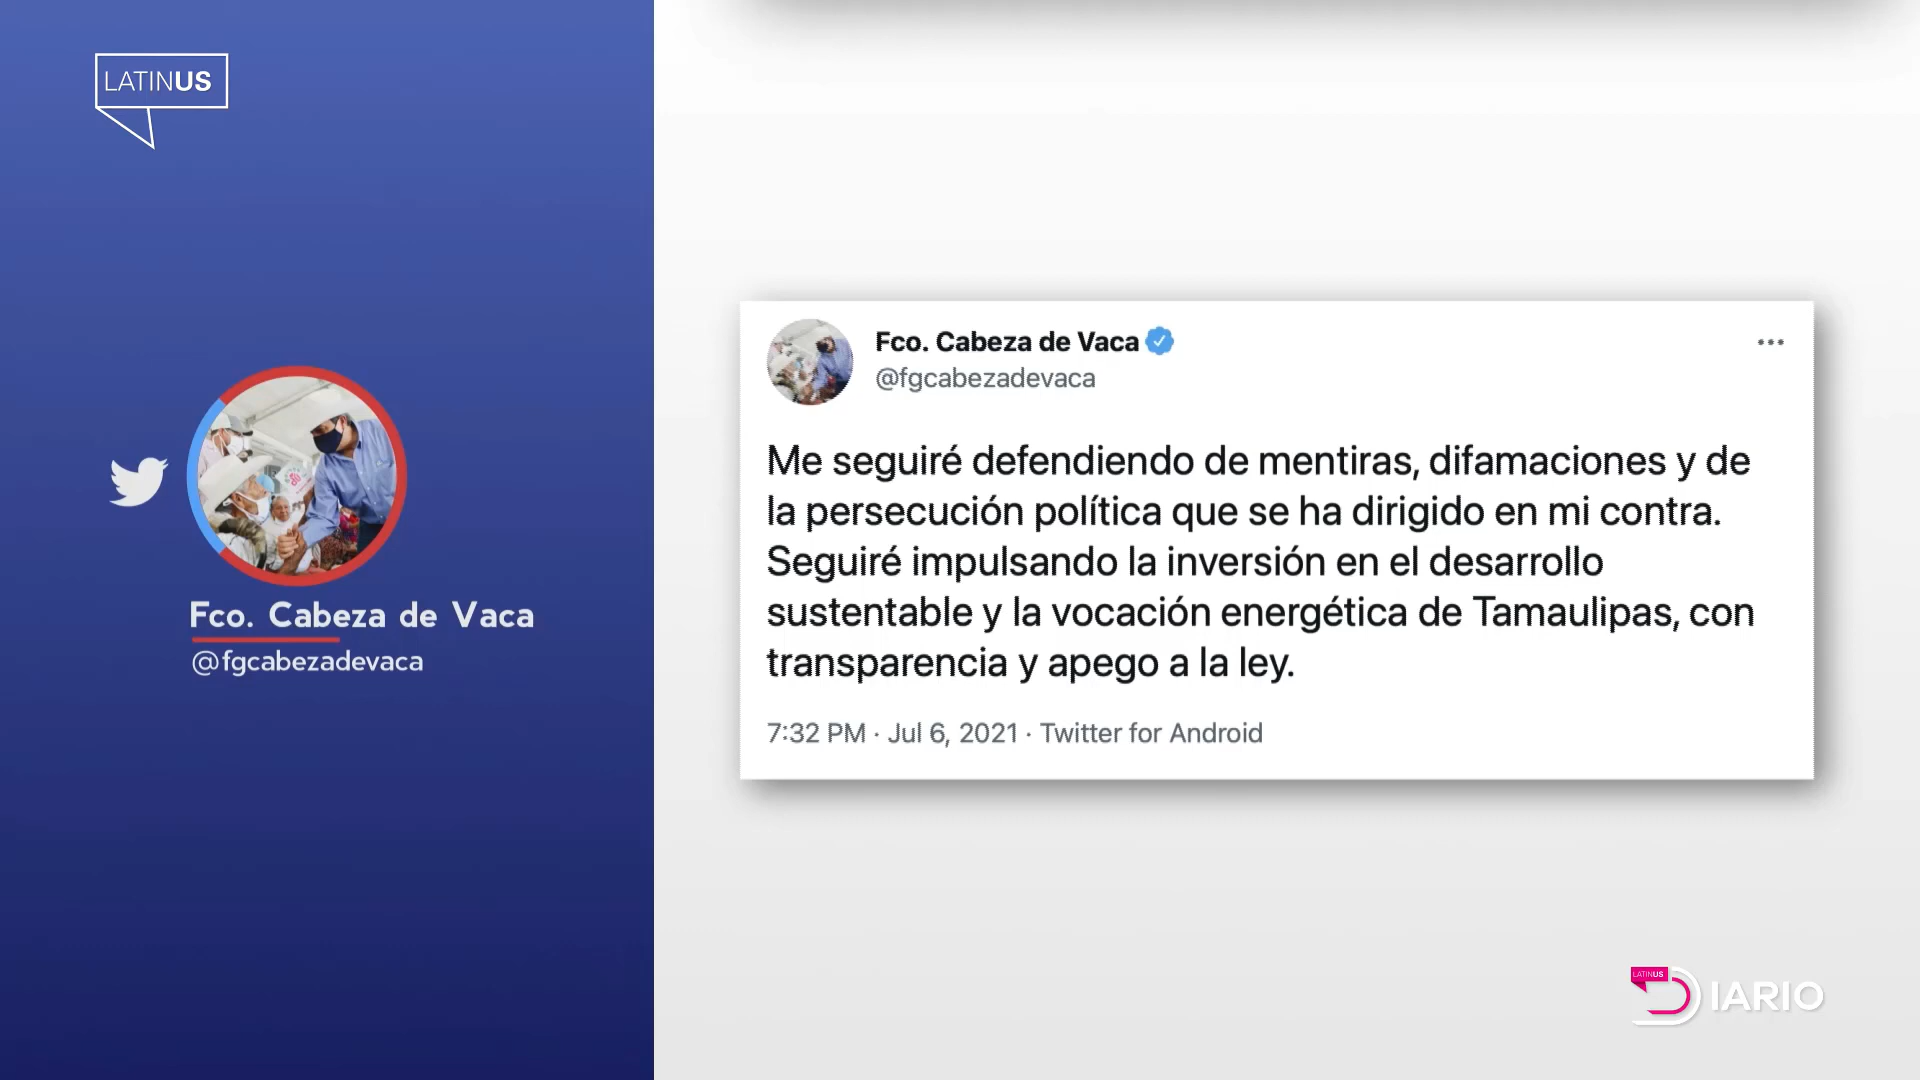 LATINUS
Fco. Cabeza de Vaca
@fgcabezadevaca
Fco. Cabeza de Vaca
@fgcabezadevaca
Me seguiré defendiendo de mentiras, difamaciones y de
la persecución política que se ha dirigido en mi contra.
Seguiré impulsando la inversión en el desarrollo
sustentable y la vocación energética de Tamaulipas, con
transparencia y apego a la ley.
7:32 PM · Jul 6, 2021 · Twitter for Android
LATINUS
DIARIO